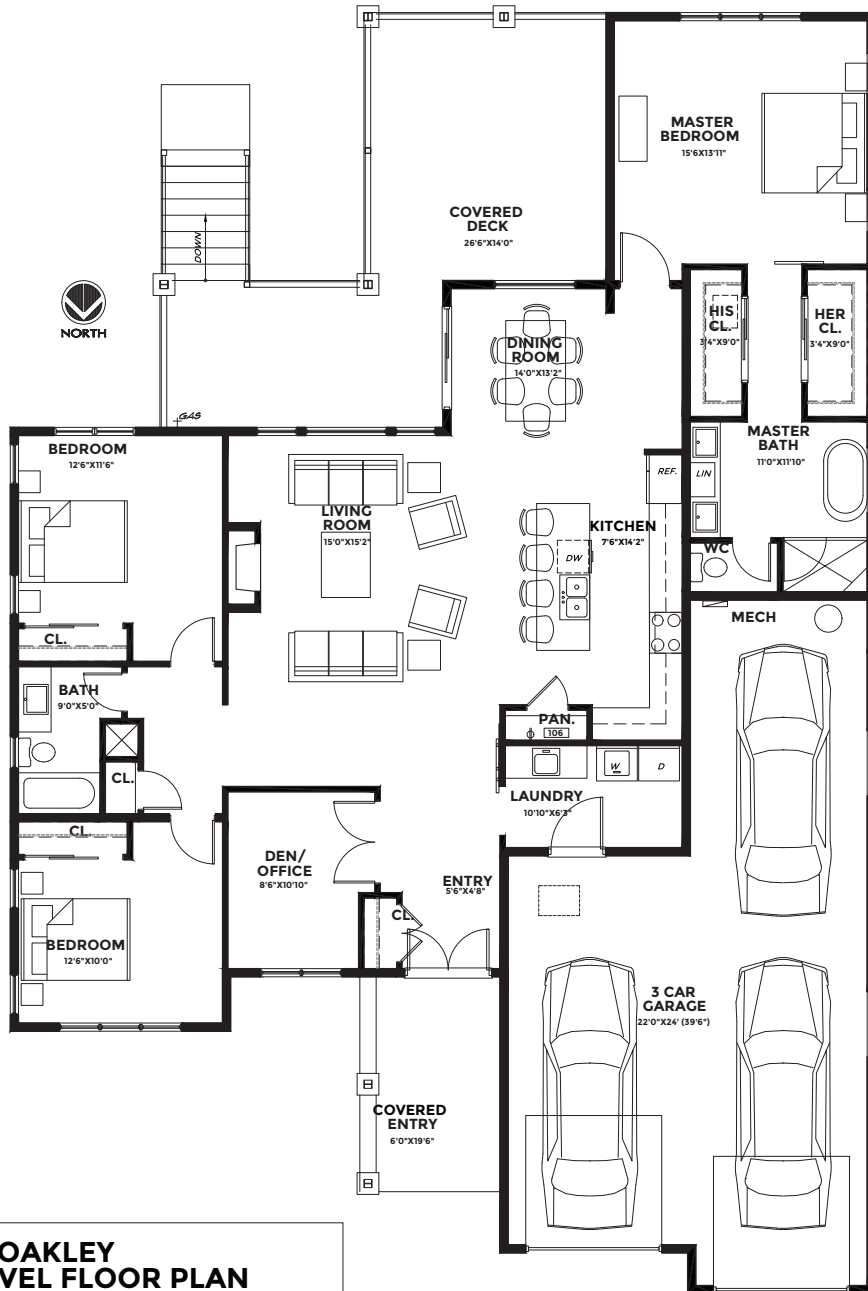 MASTER
BEDROOM
15'6"X13'11"
COVERED
DECK
26'6"X14'0"
DOWN
NORTH
HIS
CL.
3'4"X9'0"
HER
CL.
3'4"X9'0"
DINING
ROOM
14'0"X13'2"
GAS
BEDROOM
12'6"X11'6"
MASTER
BATH
11'0"X11'10"
LIN
REF.
LIVING
ROOM
15'0"X15'2"
KITCHEN
7'6"X14'2"
DW
WC
MECH
CL.
BATH
9'0"X5'0"
PAN.
106
W
D
CL.
LAUNDRY
10'10"X6'3"
CL.
DEN/
OFFICE
8'6"X10'10"
ENTRY
5'6"X4'8"
CL.
BEDROOM
12'6"X10'0"
3 CAR
GARAGE
22'0"X24' (39'6")
COVERED
ENTRY
6'0"X19'6"
OAKLEY
VEL FLOOR PLAN